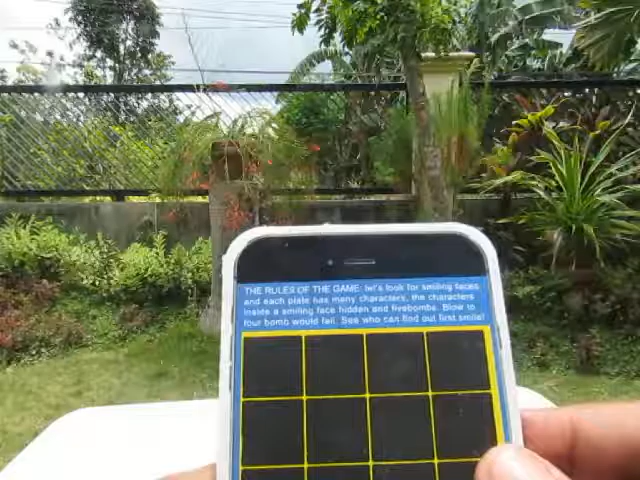 THE RULES OF THE GAME: let's look for smiling faces
and each plate has many characters, the characters
inside a smiling face hidden and fivebombs. Blow to
four bomb would fail. See who can find out first smile!